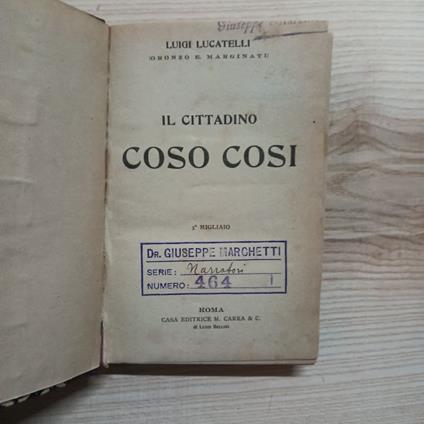 Giuseppe
LUIGI LUCATELLI
ORONZO E. MARGINATI
IL CITTADINO
COSO COSI
3° MIGLIAIO
DR. GIUSEPPE MARCHETTI
SERIE: Narratori
NUMERO: 464
ROMA
CASA EDITRICE M. CARRA & C.
di LUIGI BELLINI